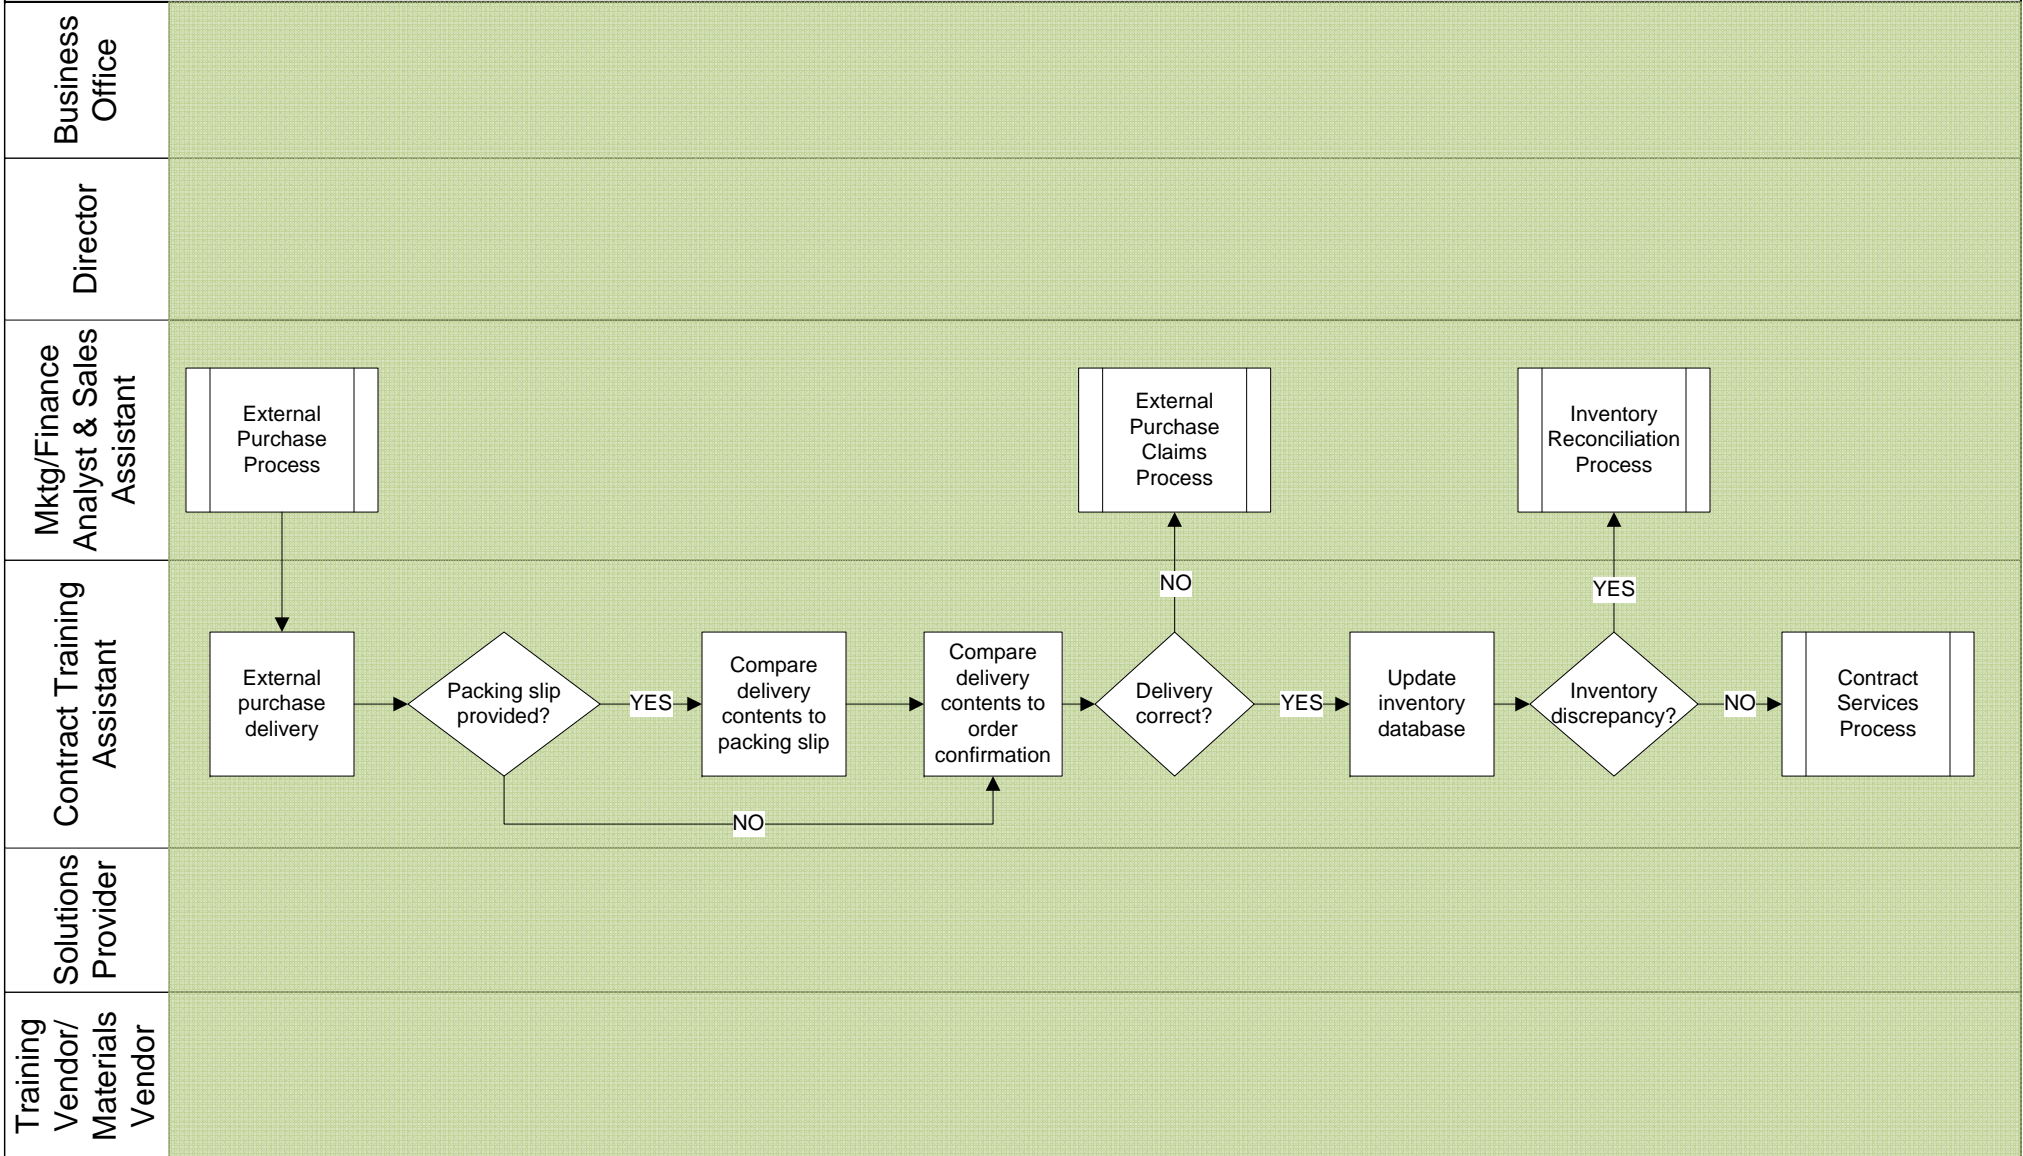 Business
Office
Director
Mktg/Finance
Analyst & Sales
Assistant
External
Purchase
Process
External
Purchase
Claims
Process
Inventory
Reconciliation
Process
Contract Training
Assistant
NO
YES
External
purchase
delivery
Packing slip
provided?
YES
Compare
delivery
contents to
packing slip
Compare
delivery
contents to
order
confirmation
Delivery
correct?
YES
Update
inventory
database
Inventory
discrepancy?
NO
Contract
Services
Process
NO
Solutions
Provider
Training
Vendor/
Materials
Vendor